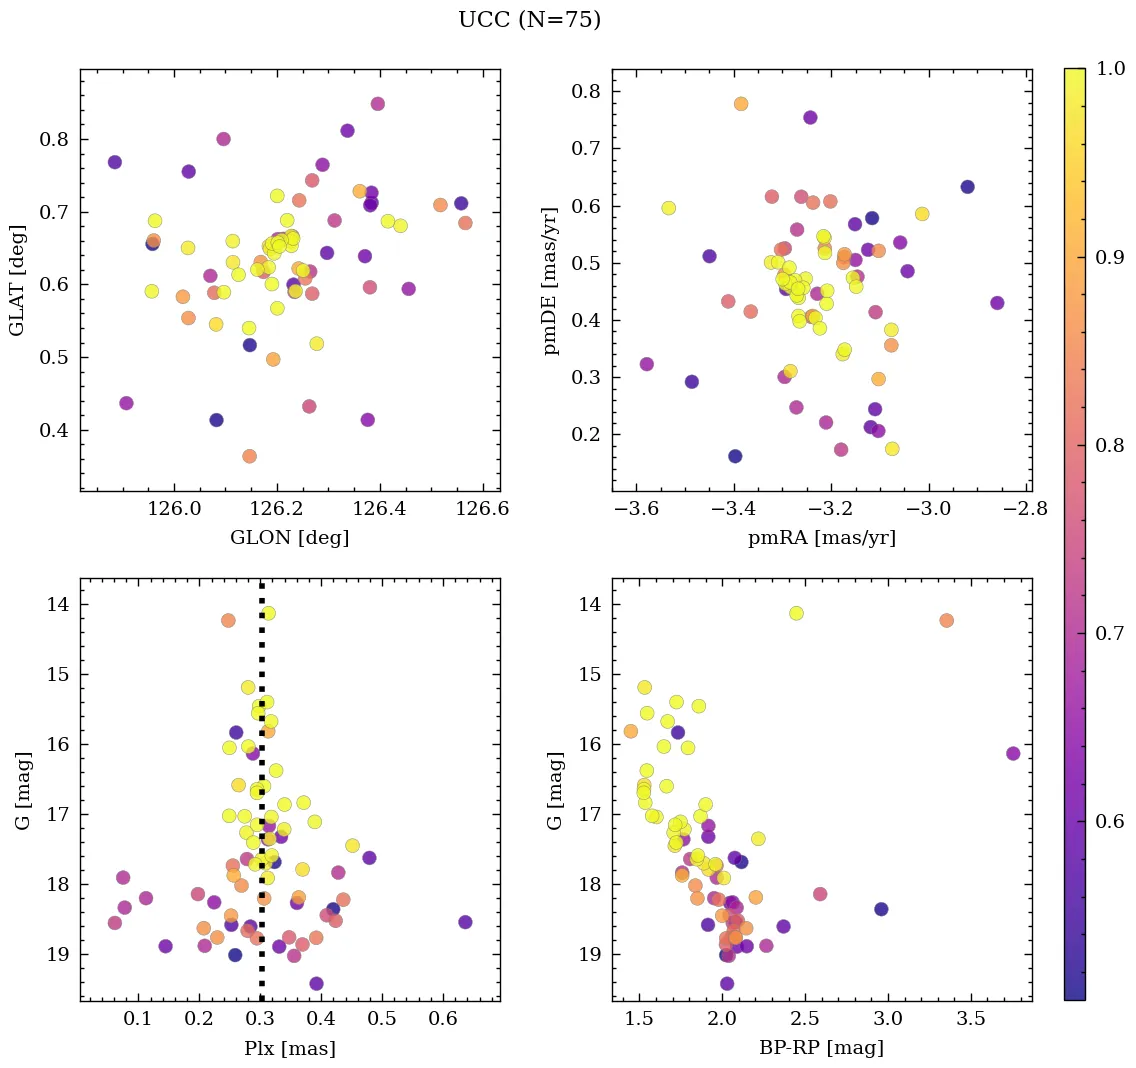 UCC (N=75)
0.8
0.7
0.6
0.5
0.4
GLAT [deg]
126.0 126.2 126.4 126.6
GLON [deg]
0.8
0.7
0.6
0.5
0.4
0.3
0.2
pmDE [mas/yr]
−3.6 −3.4 −3.2 −3.0 −2.8
pmRA [mas/yr]
14
15
16
17
18
19
G [mag]
0.1 0.2 0.3 0.4 0.5 0.6
Plx [mas]
14
15
16
17
18
19
G [mag]
1.5 2.0 2.5 3.0 3.5
BP-RP [mag]
1.0
0.9
0.8
0.7
0.6